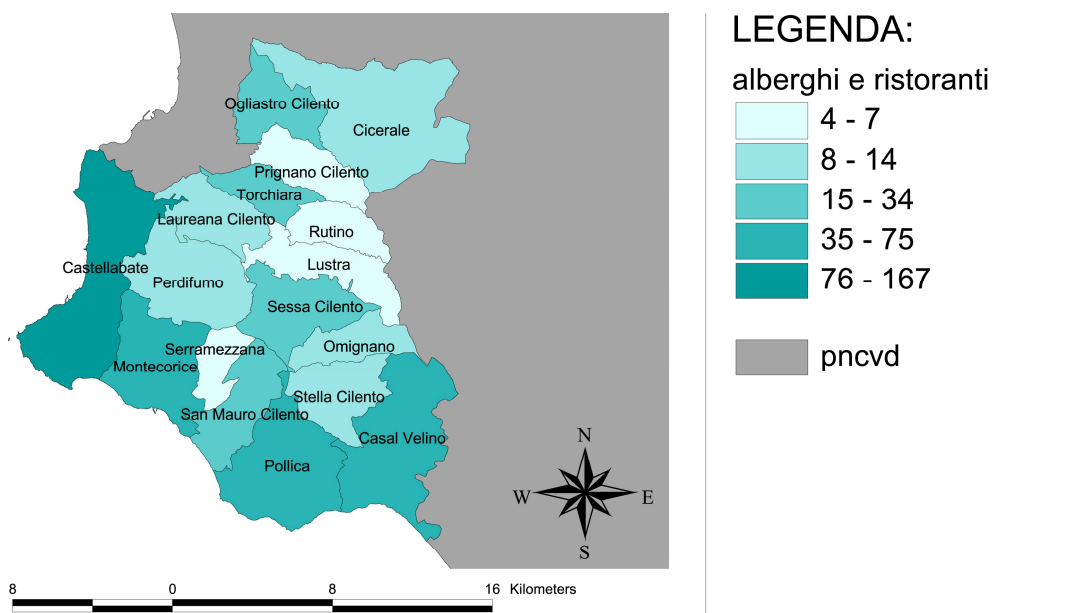 Ogliastro Cilento
Cicerale
Prignano Cilento
Torchiara
Laureana Cilento
Rutino
Castellabate
Lustra
Perdifumo
Sessa Cilento
Serramezzana
Omignano
Montecorice
Stella Cilento
San Mauro Cilento
Casal Velino
Pollica
N
W
E
S
8 0 8 16 Kilometers
LEGENDA:
alberghi e ristoranti
4 - 7
8 - 14
15 - 34
35 - 75
76 - 167
pncvd